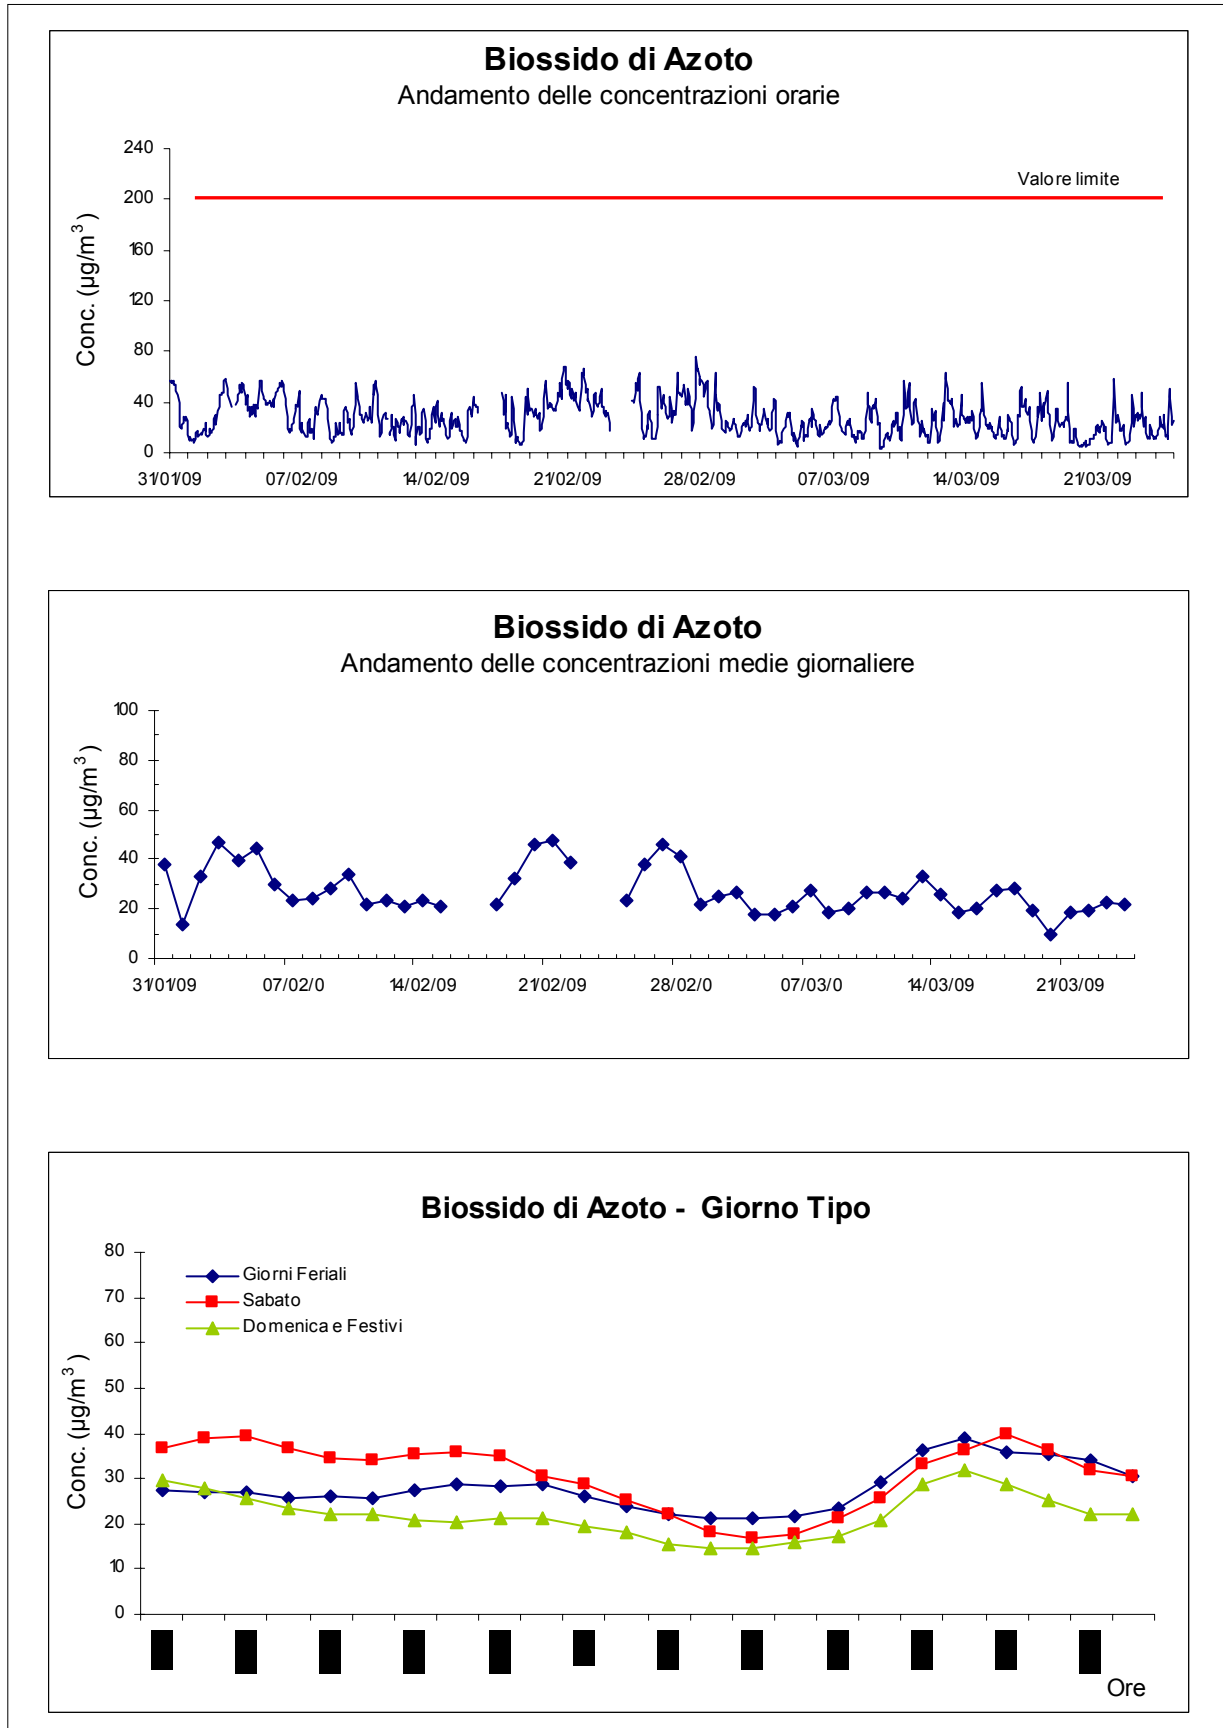 Biossido di Azoto
Andamento delle concentrazioni orarie
Conc. (µg/m³)
240
200
160
120
80
40
0
Valore limite
31/01/09 07/02/09 14/02/09 21/02/09 28/02/09 07/03/09 14/03/09 21/03/09
Biossido di Azoto
Andamento delle concentrazioni medie giornaliere
Conc. (µg/m³)
100
80
60
40
20
0
31/01/09 07/02/0 14/02/09 21/02/09 28/02/0 07/03/0 14/03/09 21/03/09
Biossido di Azoto - Giorno Tipo
Conc. (µg/m³)
80
70
60
50
40
30
20
10
0
Giorni Feriali
Sabato
Domenica e Festivi
Ore